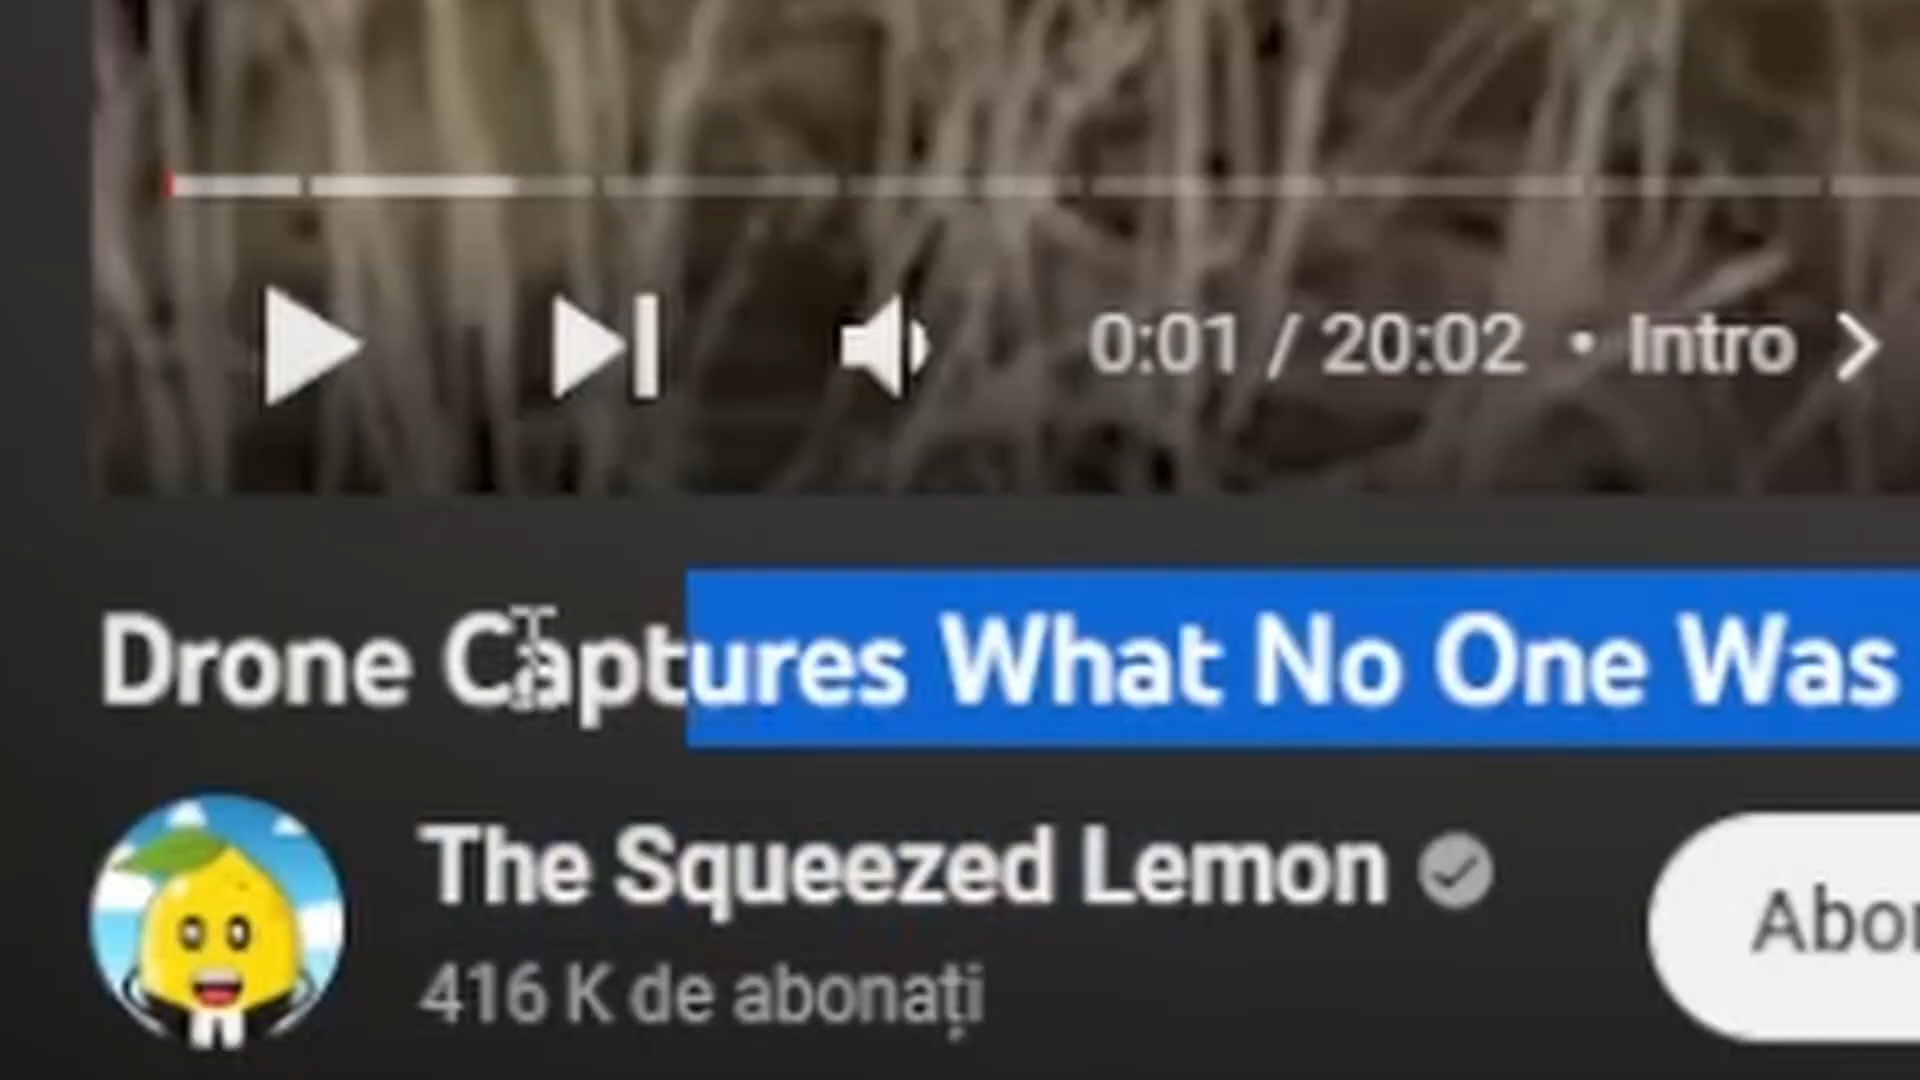 0:01 / 20:02 • Intro
Drone Captures What No One Was
The Squeezed Lemon
416 K de abonați
Abon